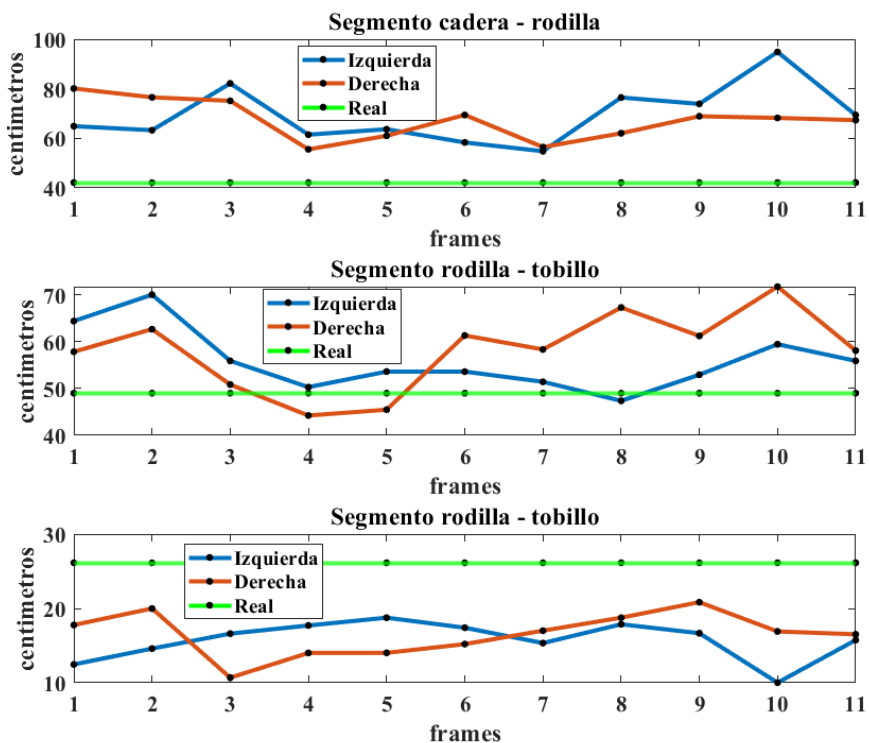 Segmento cadera - rodilla
centimetros
100
80
60
40
Izquierda
Derecha
Real
1 2 3 4 5 6 7 8 9 10 11
frames
Segmento rodilla - tobillo
centimetros
70
60
50
40
Izquierda
Derecha
Real
1 2 3 4 5 6 7 8 9 10 11
frames
Segmento rodilla - tobillo
centimetros
30
20
10
Izquierda
Derecha
Real
1 2 3 4 5 6 7 8 9 10 11
frames